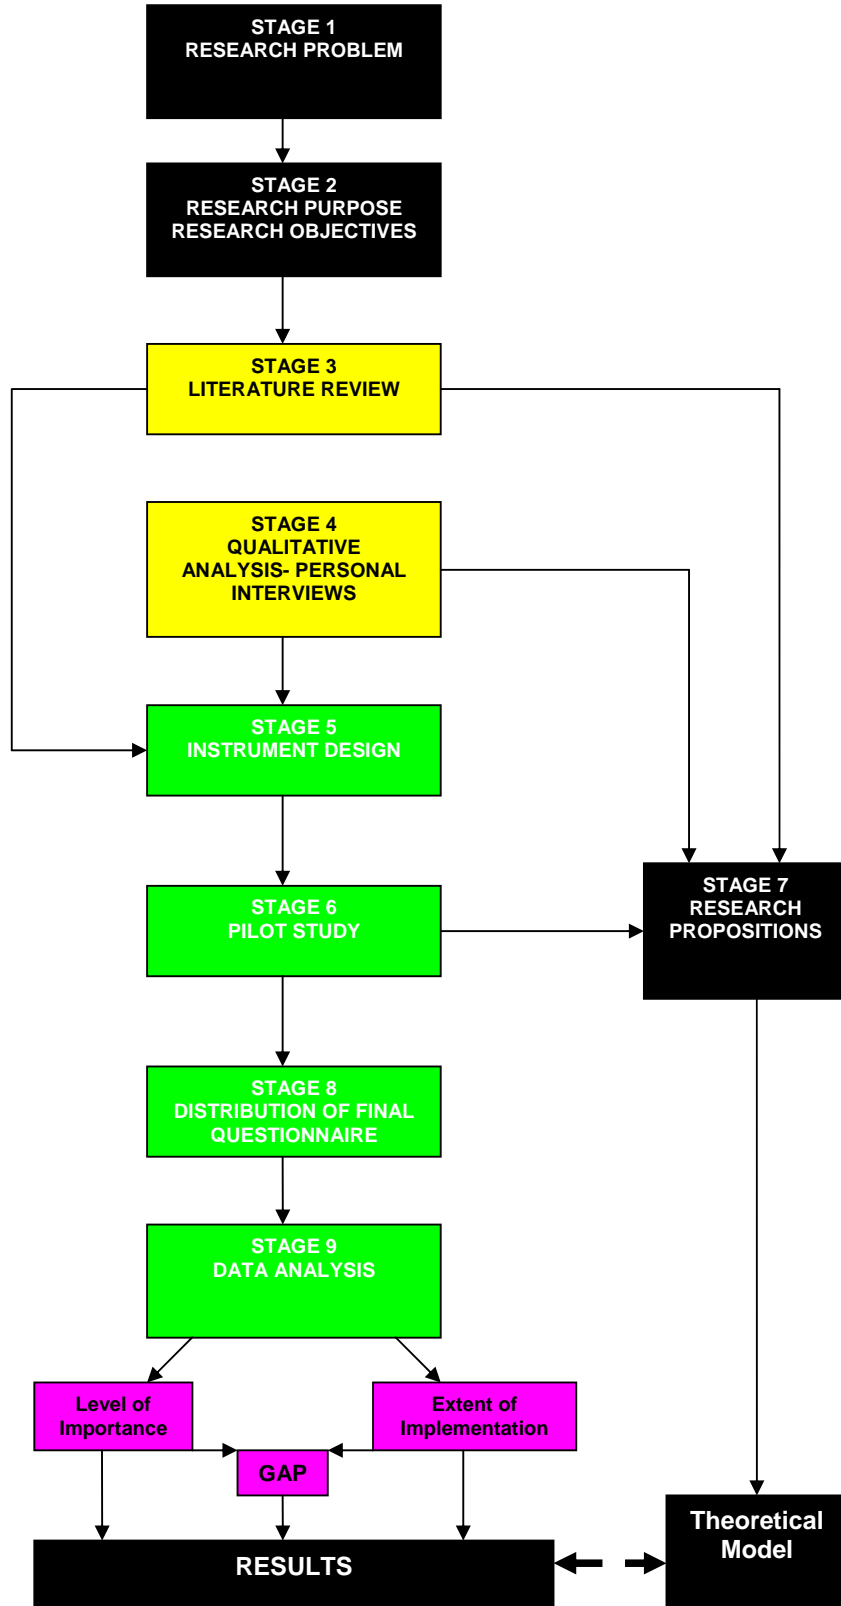 STAGE 1
RESEARCH PROBLEM
STAGE 2
RESEARCH PURPOSE
RESEARCH OBJECTIVES
STAGE 3
LITERATURE REVIEW
STAGE 4
QUALITATIVE
ANALYSIS- PERSONAL
INTERVIEWS
STAGE 5
INSTRUMENT DESIGN
STAGE 6
PILOT STUDY
STAGE 7
RESEARCH
PROPOSITIONS
STAGE 8
DISTRIBUTION OF FINAL
QUESTIONNAIRE
STAGE 9
DATA ANALYSIS
Level of
Importance
Extent of
Implementation
GAP
RESULTS
Theoretical
Model